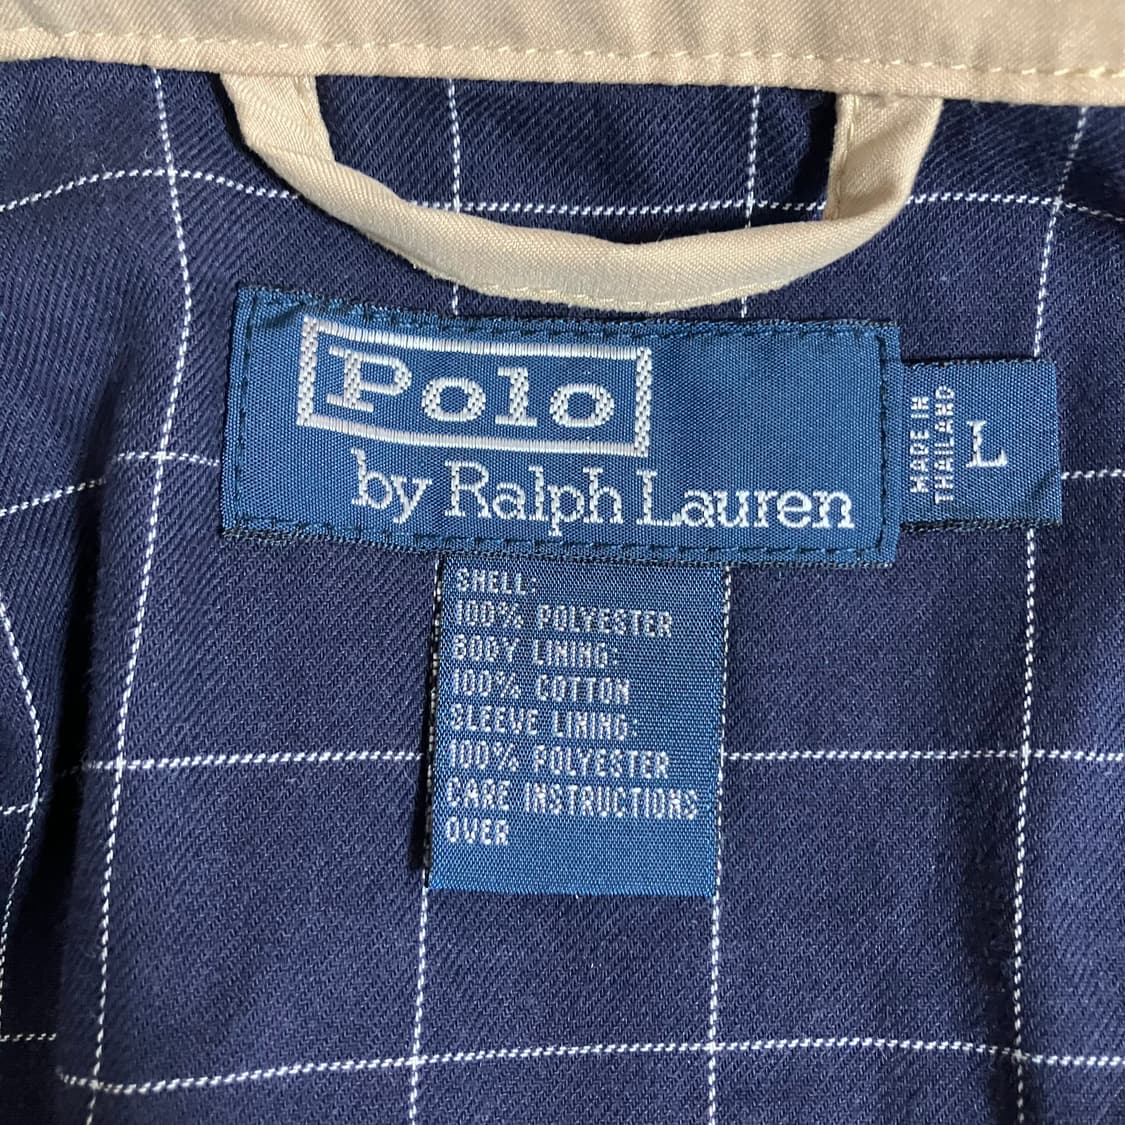 Polo
by Ralph Lauren
MADE IN
THAILAND
L
SHELL:
100% POLYESTER
BODY LINING:
100% COTTON
SLEEVE LINING:
100% POLYESTER
CARE INSTRUCTIONS
OVER